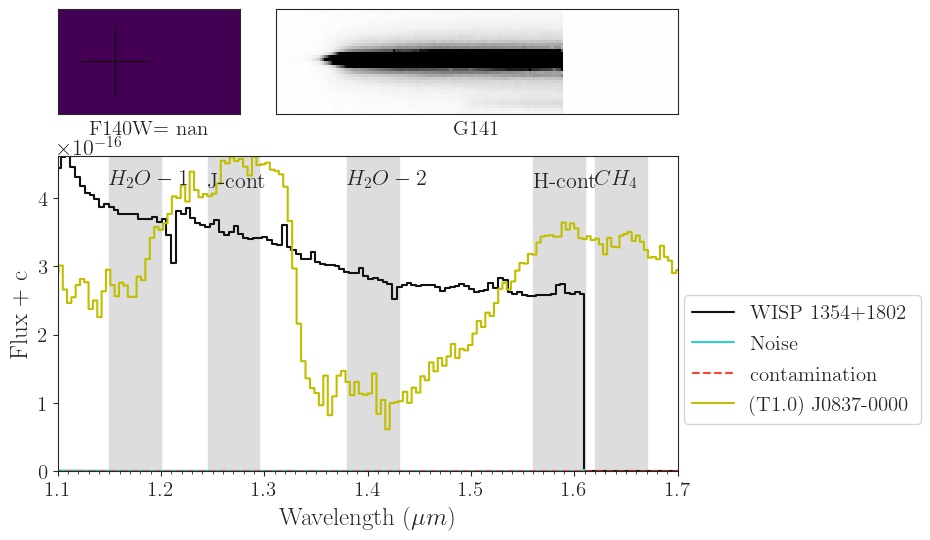 F140W= nan
G141
×10⁻¹⁶
H₂O − 1
J-cont
H₂O − 2
H-cont
CH₄
4
3
2
1
0
Flux + c
1.1
1.2
1.3
1.4
1.5
1.6
1.7
Wavelength (μm)
WISP 1354+1802
Noise
contamination
(T1.0) J0837-0000